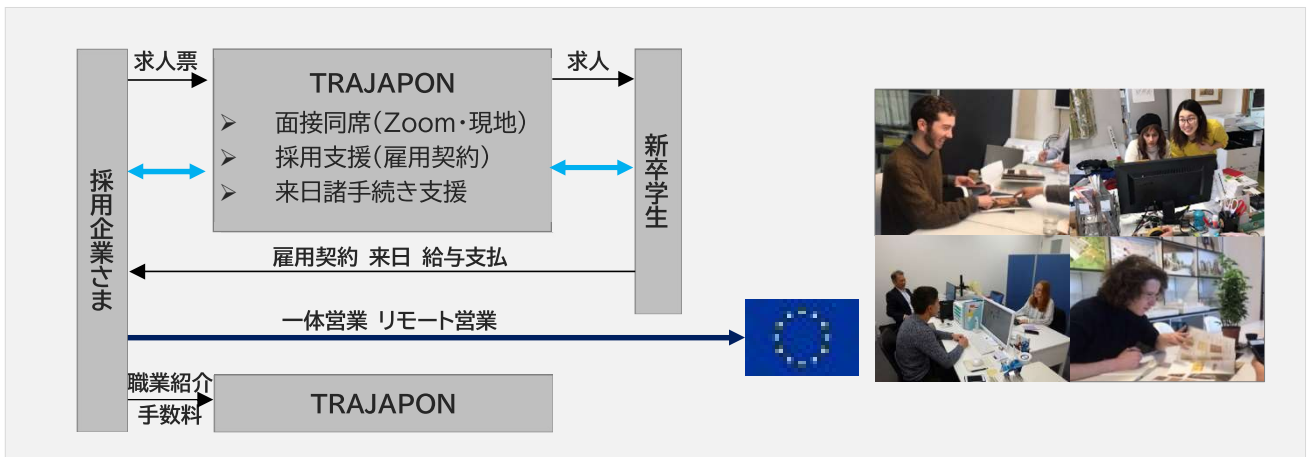 求人票
求人
TRAJAPON
➢ 面接同席(Zoom・現地)
➢ 採用支援(雇用契約)
➢ 来日諸手続き支援
採用企業さま
新卒学生
雇用契約 来日 給与支払
一体営業 リモート営業
職業紹介
手数料
TRAJAPON